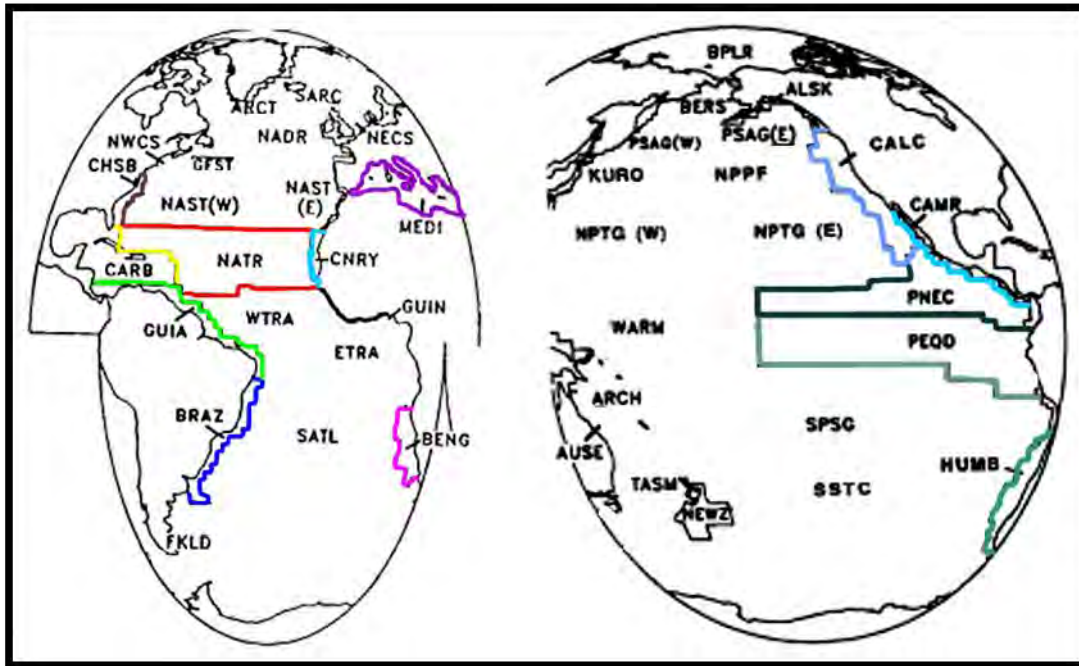 ARCT
SARC
NADR
NECS
NWCS
CHSB
GFST
NAST(W)
NAST
(E)
MEDI
CARB
NATR
CNRY
GUIA
WTRA
GUIN
ETRA
BRAZ
SATL
BENG
FKLD
BPLR
BERS
ALSK
PSAG(W)
PSAG(E)
CALC
KURO
NPPF
CAMR
NPTG (W)
NPTG (E)
PNEC
WARM
PEQD
ARCH
AUSE
SPSG
HUMB
TASM
SSTC
NEWZ